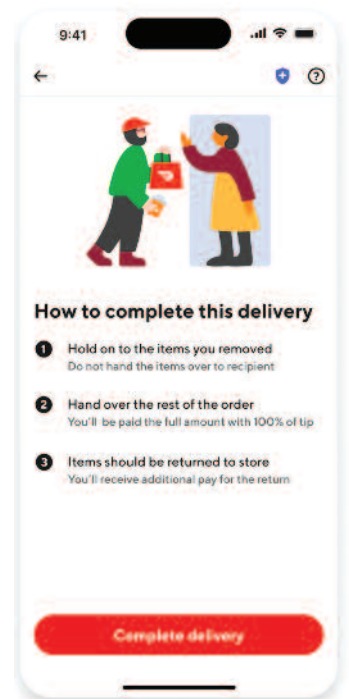 9:41
How to complete this delivery
1 Hold on to the items you removed
Do not hand the items over to recipient
2 Hand over the rest of the order
You'll be paid the full amount with 100% of tip
3 Items should be returned to store
You'll receive additional pay for the return
Complete delivery